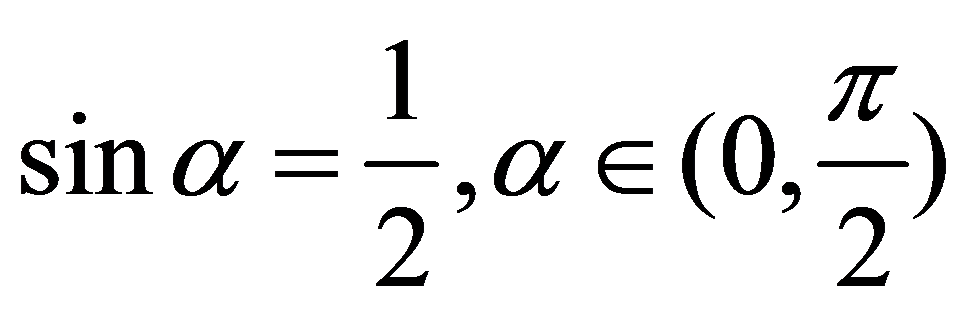 sin α = 1/2, α ∈ (0, π/2)